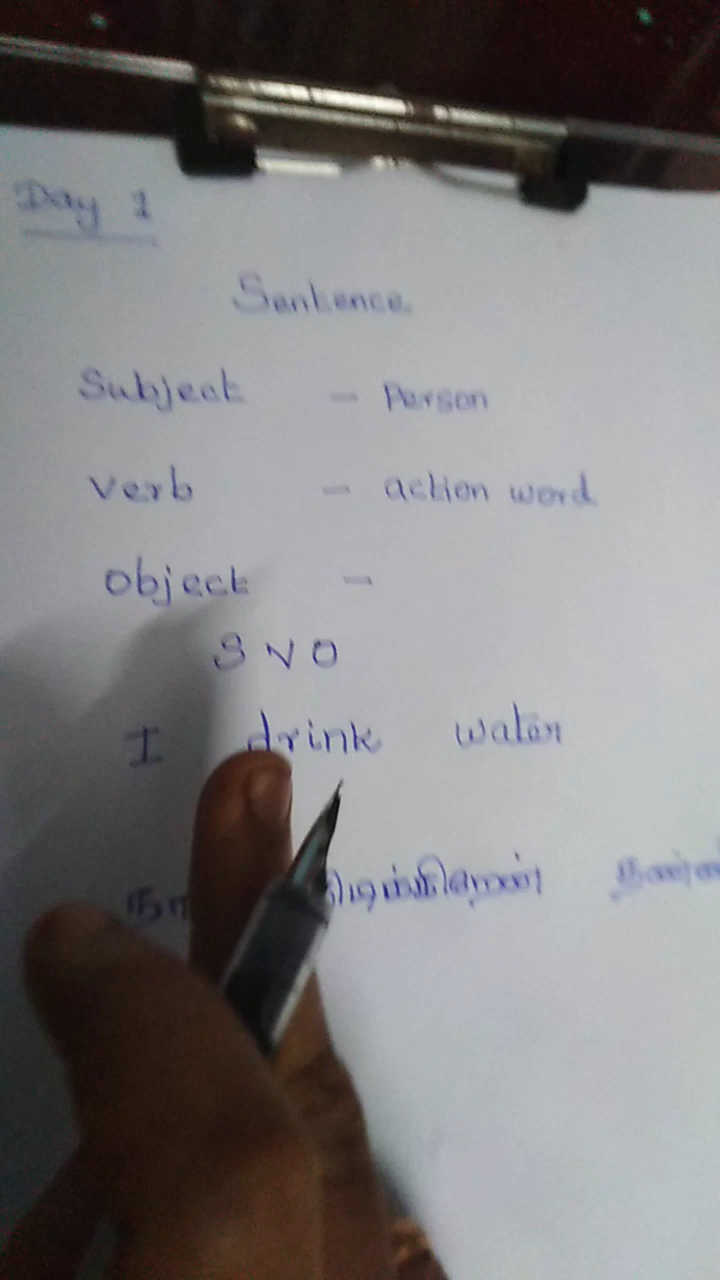 Day 1
Sentence
Subject - Person
Verb - action word
Object -
S V O
I drink water